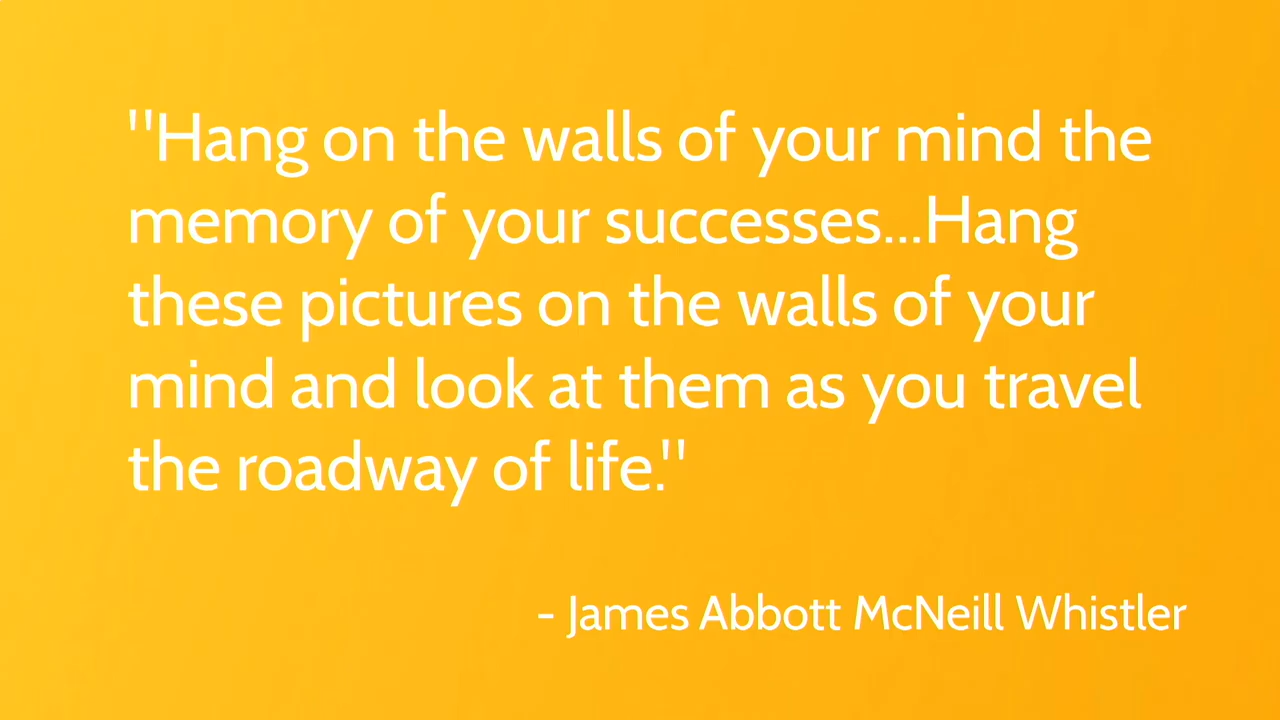 "Hang on the walls of your mind the
memory of your successes...Hang
these pictures on the walls of your
mind and look at them as you travel
the roadway of life."
- James Abbott McNeill Whistler